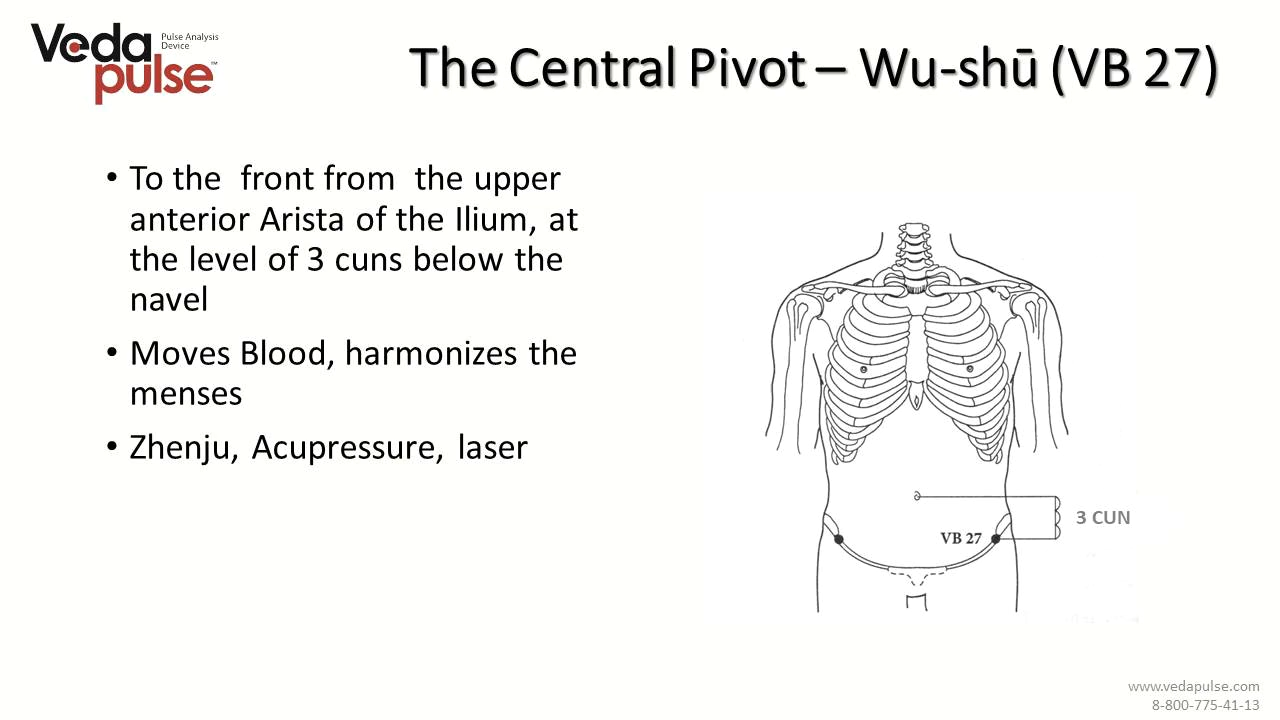 Veda
pulse™
Pulse Analysis
Device
The Central Pivot – Wu-shū (VB 27)
• To the front from the upper
anterior Arista of the Ilium, at
the level of 3 cuns below the
navel
• Moves Blood, harmonizes the
menses
• Zhenju, Acupressure, laser
3 CUN
VB 27
www.vedapulse.com
8-800-775-41-13